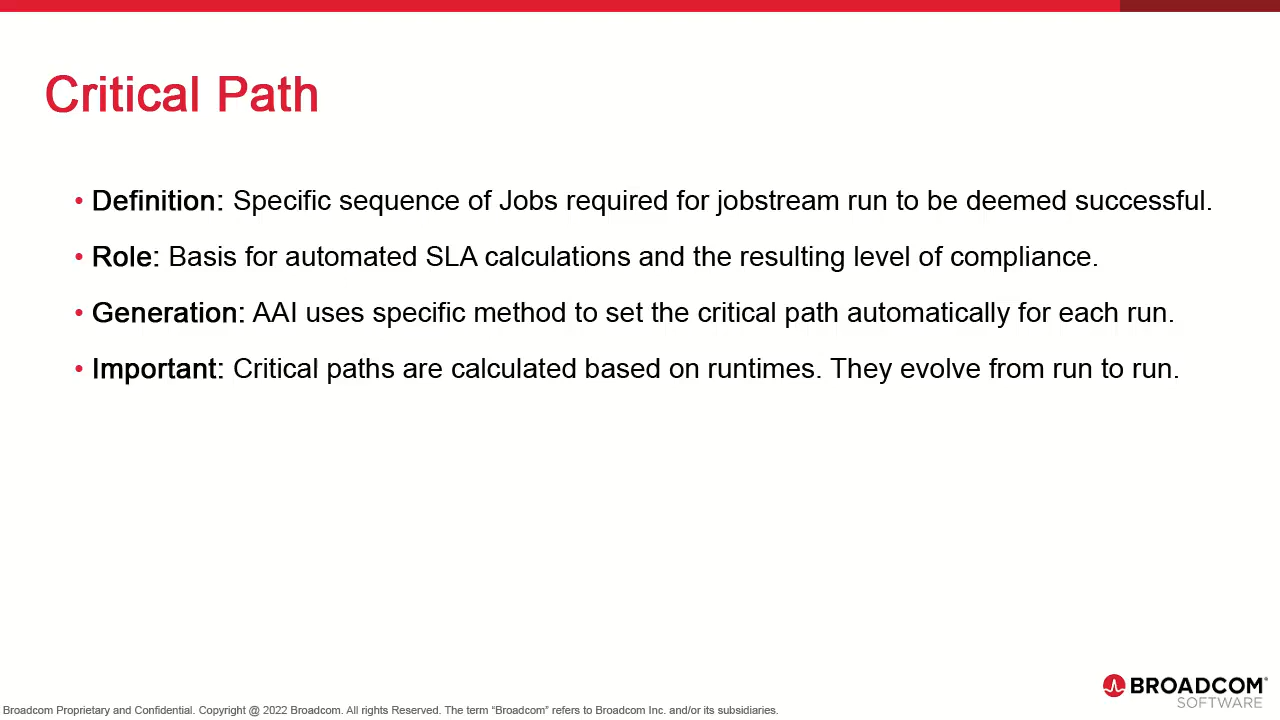 Critical Path
• Definition: Specific sequence of Jobs required for jobstream run to be deemed successful.
• Role: Basis for automated SLA calculations and the resulting level of compliance.
• Generation: AAI uses specific method to set the critical path automatically for each run.
• Important: Critical paths are calculated based on runtimes. They evolve from run to run.
BROADCOM®
SOFTWARE
Broadcom Proprietary and Confidential. Copyright @ 2022 Broadcom. All rights Reserved. The term “Broadcom” refers to Broadcom Inc. and/or its subsidiaries.